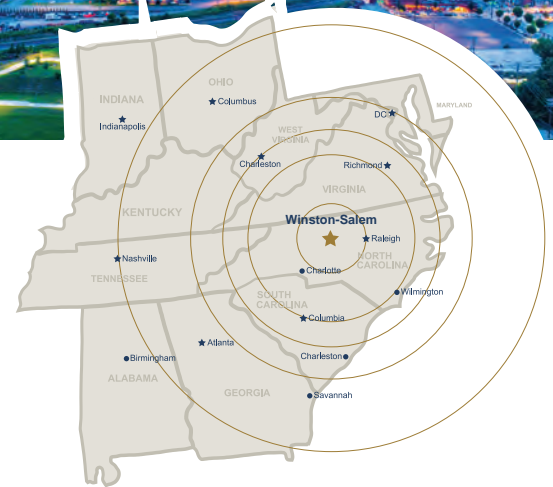 OHIO
INDIANA
Columbus
MARYLAND
DC
Indianapolis
WEST
VIRGINIA
Charleston
Richmond
VIRGINIA
KENTUCKY
Winston-Salem
Raleigh
NORTH
CAROLINA
Nashville
Charlotte
TENNESSEE
SOUTH
CAROLINA
Wilmington
Columbia
Atlanta
Charleston
Birmingham
ALABAMA
GEORGIA
Savannah